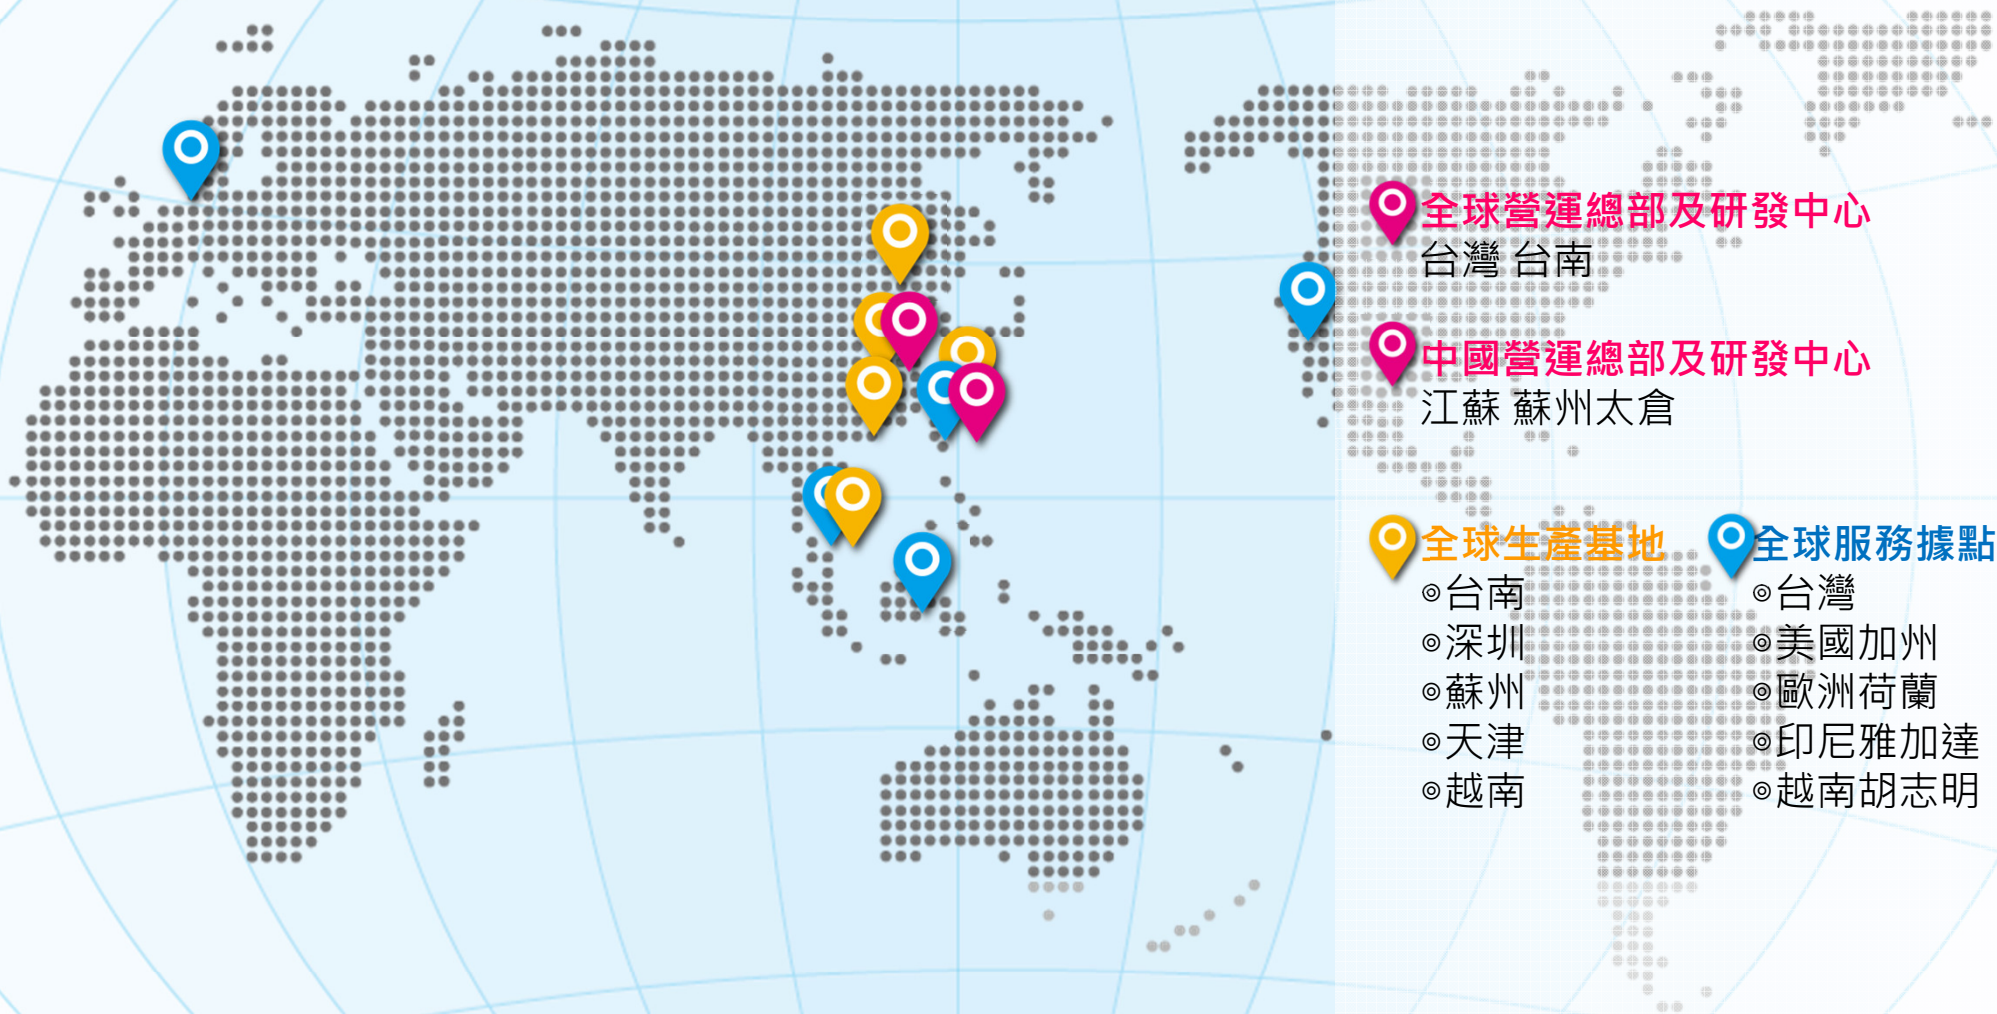 全球營運總部及研發中心
台灣 台南
中國營運總部及研發中心
江蘇 蘇州太倉
全球生產基地
◎台南
◎深圳
◎蘇州
◎天津
◎越南
全球服務據點
◎台灣
◎美國加州
◎歐洲荷蘭
◎印尼雅加達
◎越南胡志明